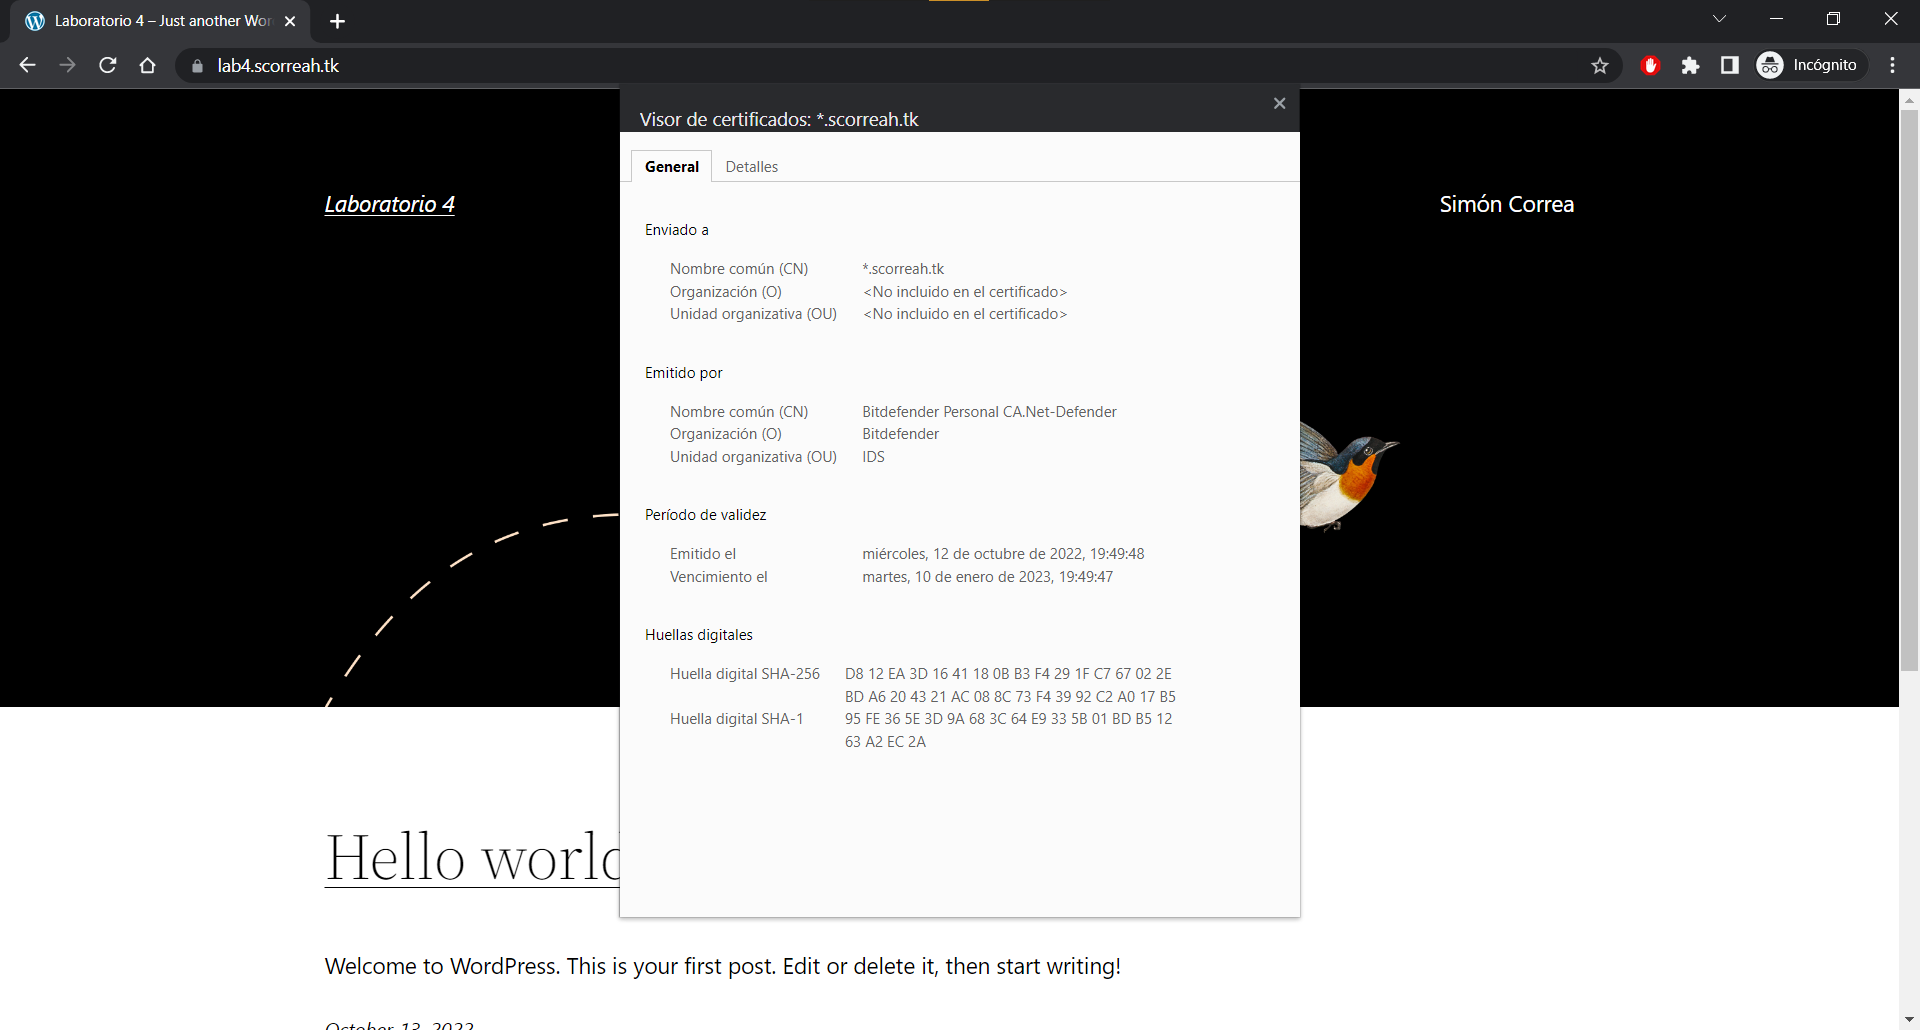 Laboratorio 4 – Just another Wor
lab4.scorreah.tk
Incógnito
Visor de certificados: *.scorreah.tk
General Detalles
Laboratorio 4
Simón Correa
Enviado a
Nombre común (CN) *.scorreah.tk
Organización (O) <No incluido en el certificado>
Unidad organizativa (OU) <No incluido en el certificado>
Emitido por
Nombre común (CN) Bitdefender Personal CA.Net-Defender
Organización (O) Bitdefender
Unidad organizativa (OU) IDS
Período de validez
Emitido el miércoles, 12 de octubre de 2022, 19:49:48
Vencimiento el martes, 10 de enero de 2023, 19:49:47
Huellas digitales
Huella digital SHA-256 D8 12 EA 3D 16 41 18 0B B3 F4 29 1F C7 67 02 2E
BD A6 20 43 21 AC 08 8C 73 F4 39 92 C2 A0 17 B5
Huella digital SHA-1 95 FE 36 5E 3D 9A 68 3C 64 E9 33 5B 01 BD B5 12
63 A2 EC 2A
Hello world
Welcome to WordPress. This is your first post. Edit or delete it, then start writing!
October 13, 2022